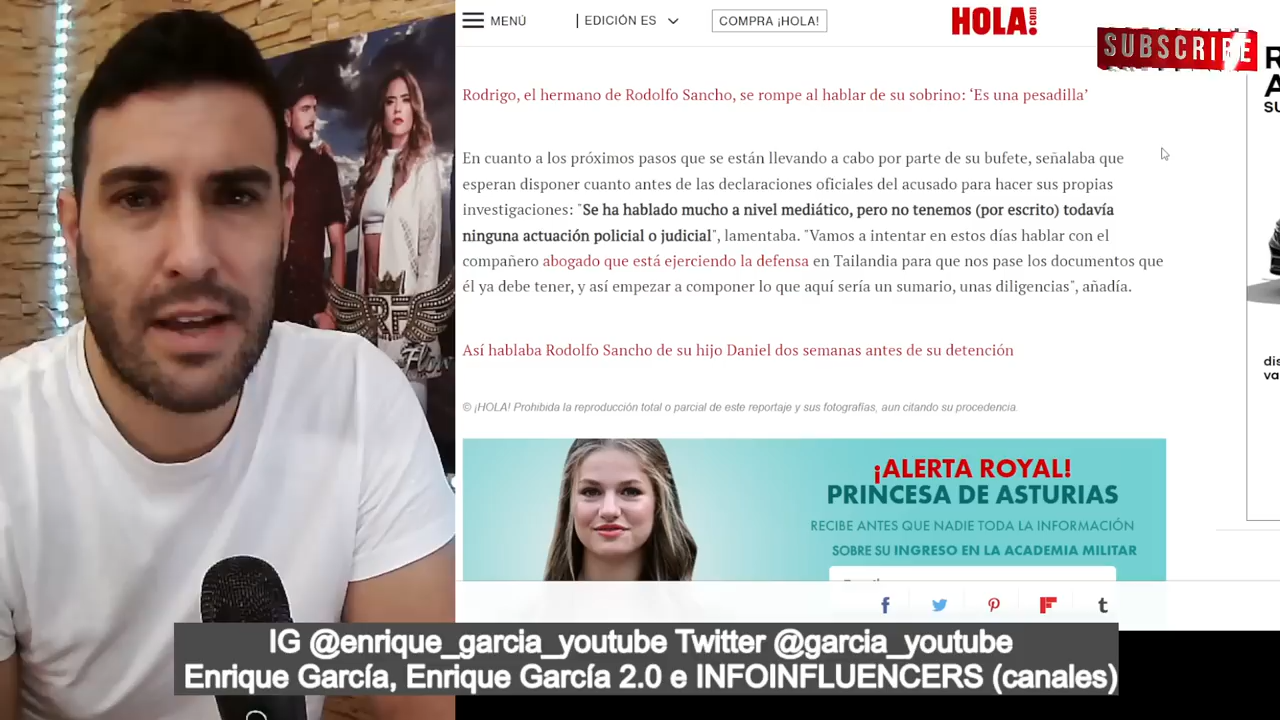 MENÚ
EDICIÓN ES
COMPRA ¡HOLA!
HOLA!
.com
SUBSCRIBE
Rodrigo, el hermano de Rodolfo Sancho, se rompe al hablar de su sobrino: ‘Es una pesadilla’
En cuanto a los próximos pasos que se están llevando a cabo por parte de su bufete, señalaba que
esperan disponer cuanto antes de las declaraciones oficiales del acusado para hacer sus propias
investigaciones: "Se ha hablado mucho a nivel mediático, pero no tenemos (por escrito) todavía
ninguna actuación policial o judicial", lamentaba. "Vamos a intentar en estos días hablar con el
compañero abogado que está ejerciendo la defensa en Tailandia para que nos pase los documentos que
él ya debe tener, y así empezar a componer lo que aquí sería un sumario, unas diligencias", añadía.
Así hablaba Rodolfo Sancho de su hijo Daniel dos semanas antes de su detención
© ¡HOLA! Prohibida la reproducción total o parcial de este reportaje y sus fotografías, aun citando su procedencia.
¡ALERTA ROYAL!
PRINCESA DE ASTURIAS
RECIBE ANTES QUE NADIE TODA LA INFORMACIÓN
SOBRE SU INGRESO EN LA ACADEMIA MILITAR
RF
IG @enrique_garcia_youtube Twitter @garcia_youtube
Enrique García, Enrique García 2.0 e INFOINFLUENCERS (canales)